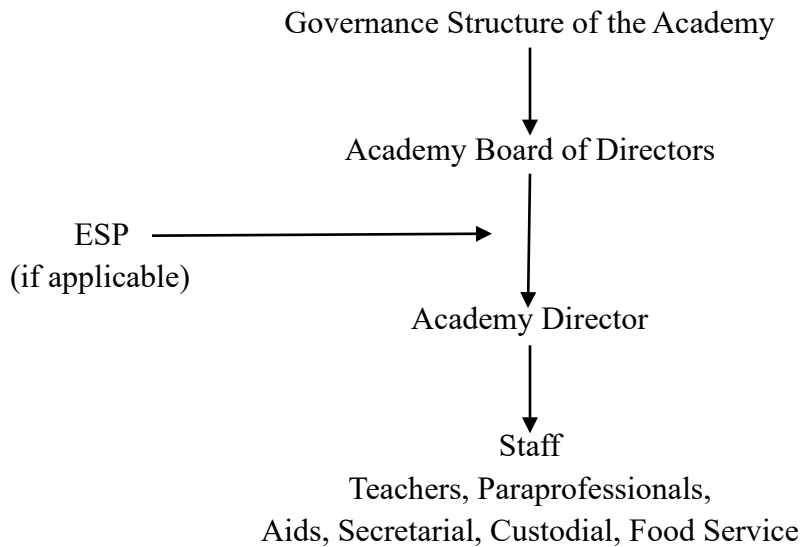 Governance Structure of the Academy
Academy Board of Directors
ESP
(if applicable)
Academy Director
Staff
Teachers, Paraprofessionals,
Aids, Secretarial, Custodial, Food Service